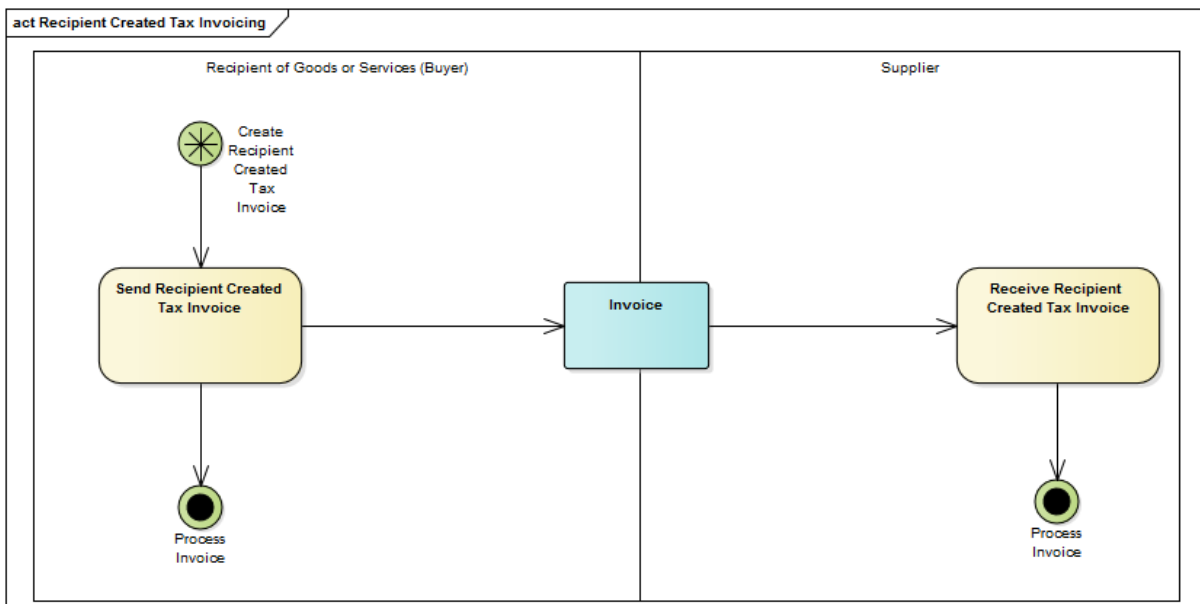 act Recipient Created Tax Invoicing
Recipient of Goods or Services (Buyer)
Supplier
Create
Recipient
Created
Tax
Invoice
Send Recipient Created
Tax Invoice
Invoice
Receive Recipient
Created Tax Invoice
Process
Invoice
Process
Invoice